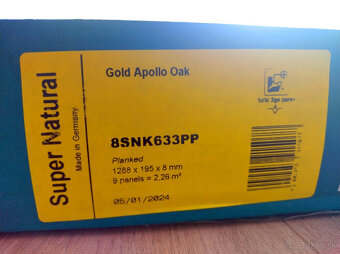 Super Natural
Made in Germany
Gold Apollo Oak
8SNK633PP
Planked
1288 x 195 x 8 mm
9 panels = 2,26 m²
05/01/2024